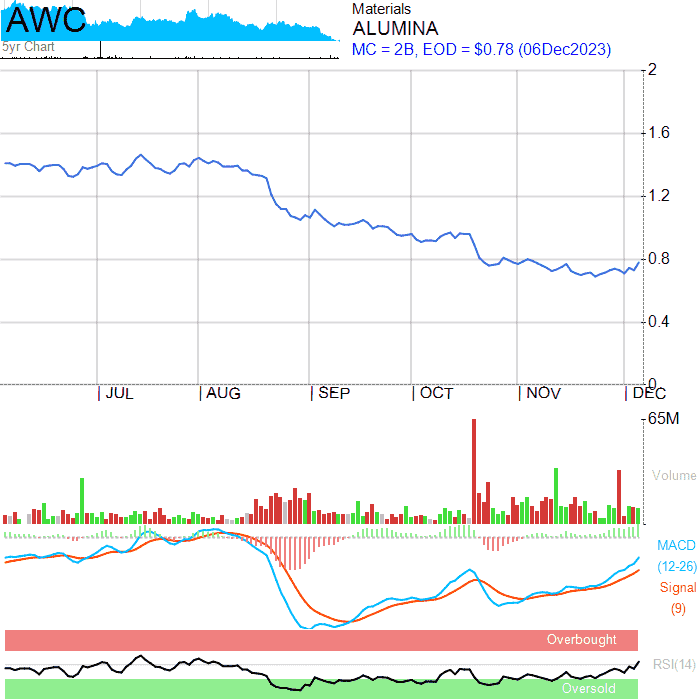 AWC
5yr Chart
Materials
ALUMINA
MC = 2B, EOD = $0.78 (06Dec2023)
2
1.6
1.2
0.8
0.4
0
JUL AUG SEP OCT NOV DEC
65M
Volume
MACD
(12-26)
Signal
(9)
Overbought
RSI(14)
Oversold